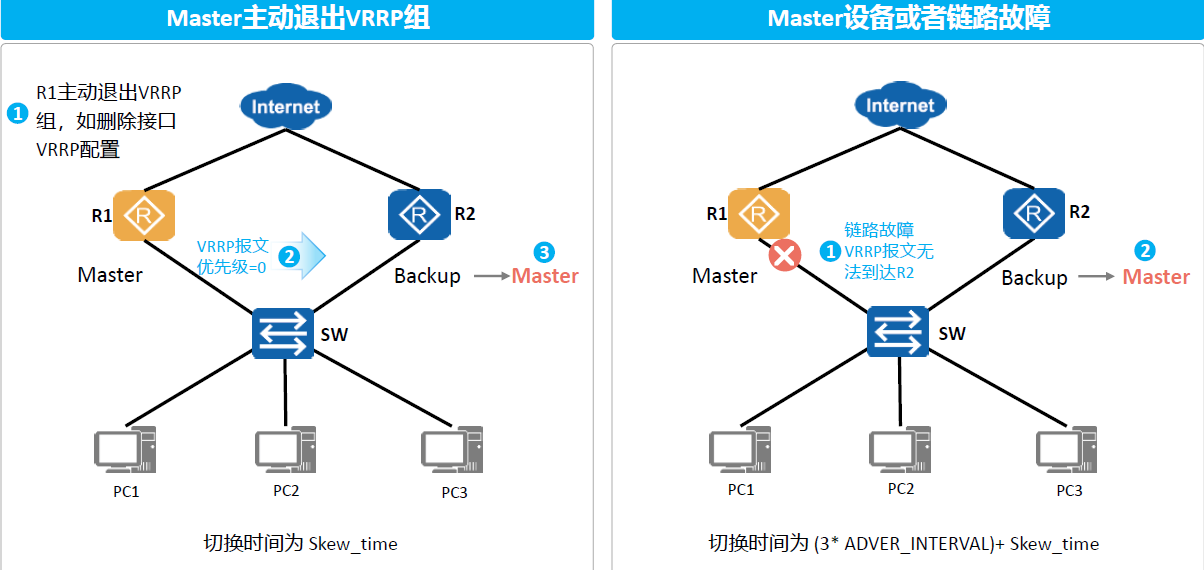 Master主动退出VRRP组
1
R1主动退出VRRP
组，如删除接口
VRRP配置
Internet
R
R1
R
R2
VRRP报文
优先级=0
2
3
Master
Backup
Master
SW
PC1
PC2
PC3
切换时间为 Skew_time
Master设备或者链路故障
Internet
R
R1
R
R2
1
链路故障
VRRP报文无
法到达R2
2
Master
Backup
Master
SW
PC1
PC2
PC3
切换时间为 (3* ADVER_INTERVAL)+ Skew_time